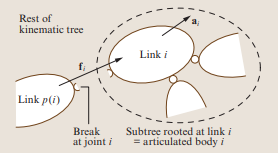 Rest of
kinematic tree
aᵢ
Link i
fᵢ
Link p(i)
Break
at joint i
Subtree rooted at link i
= articulated body i